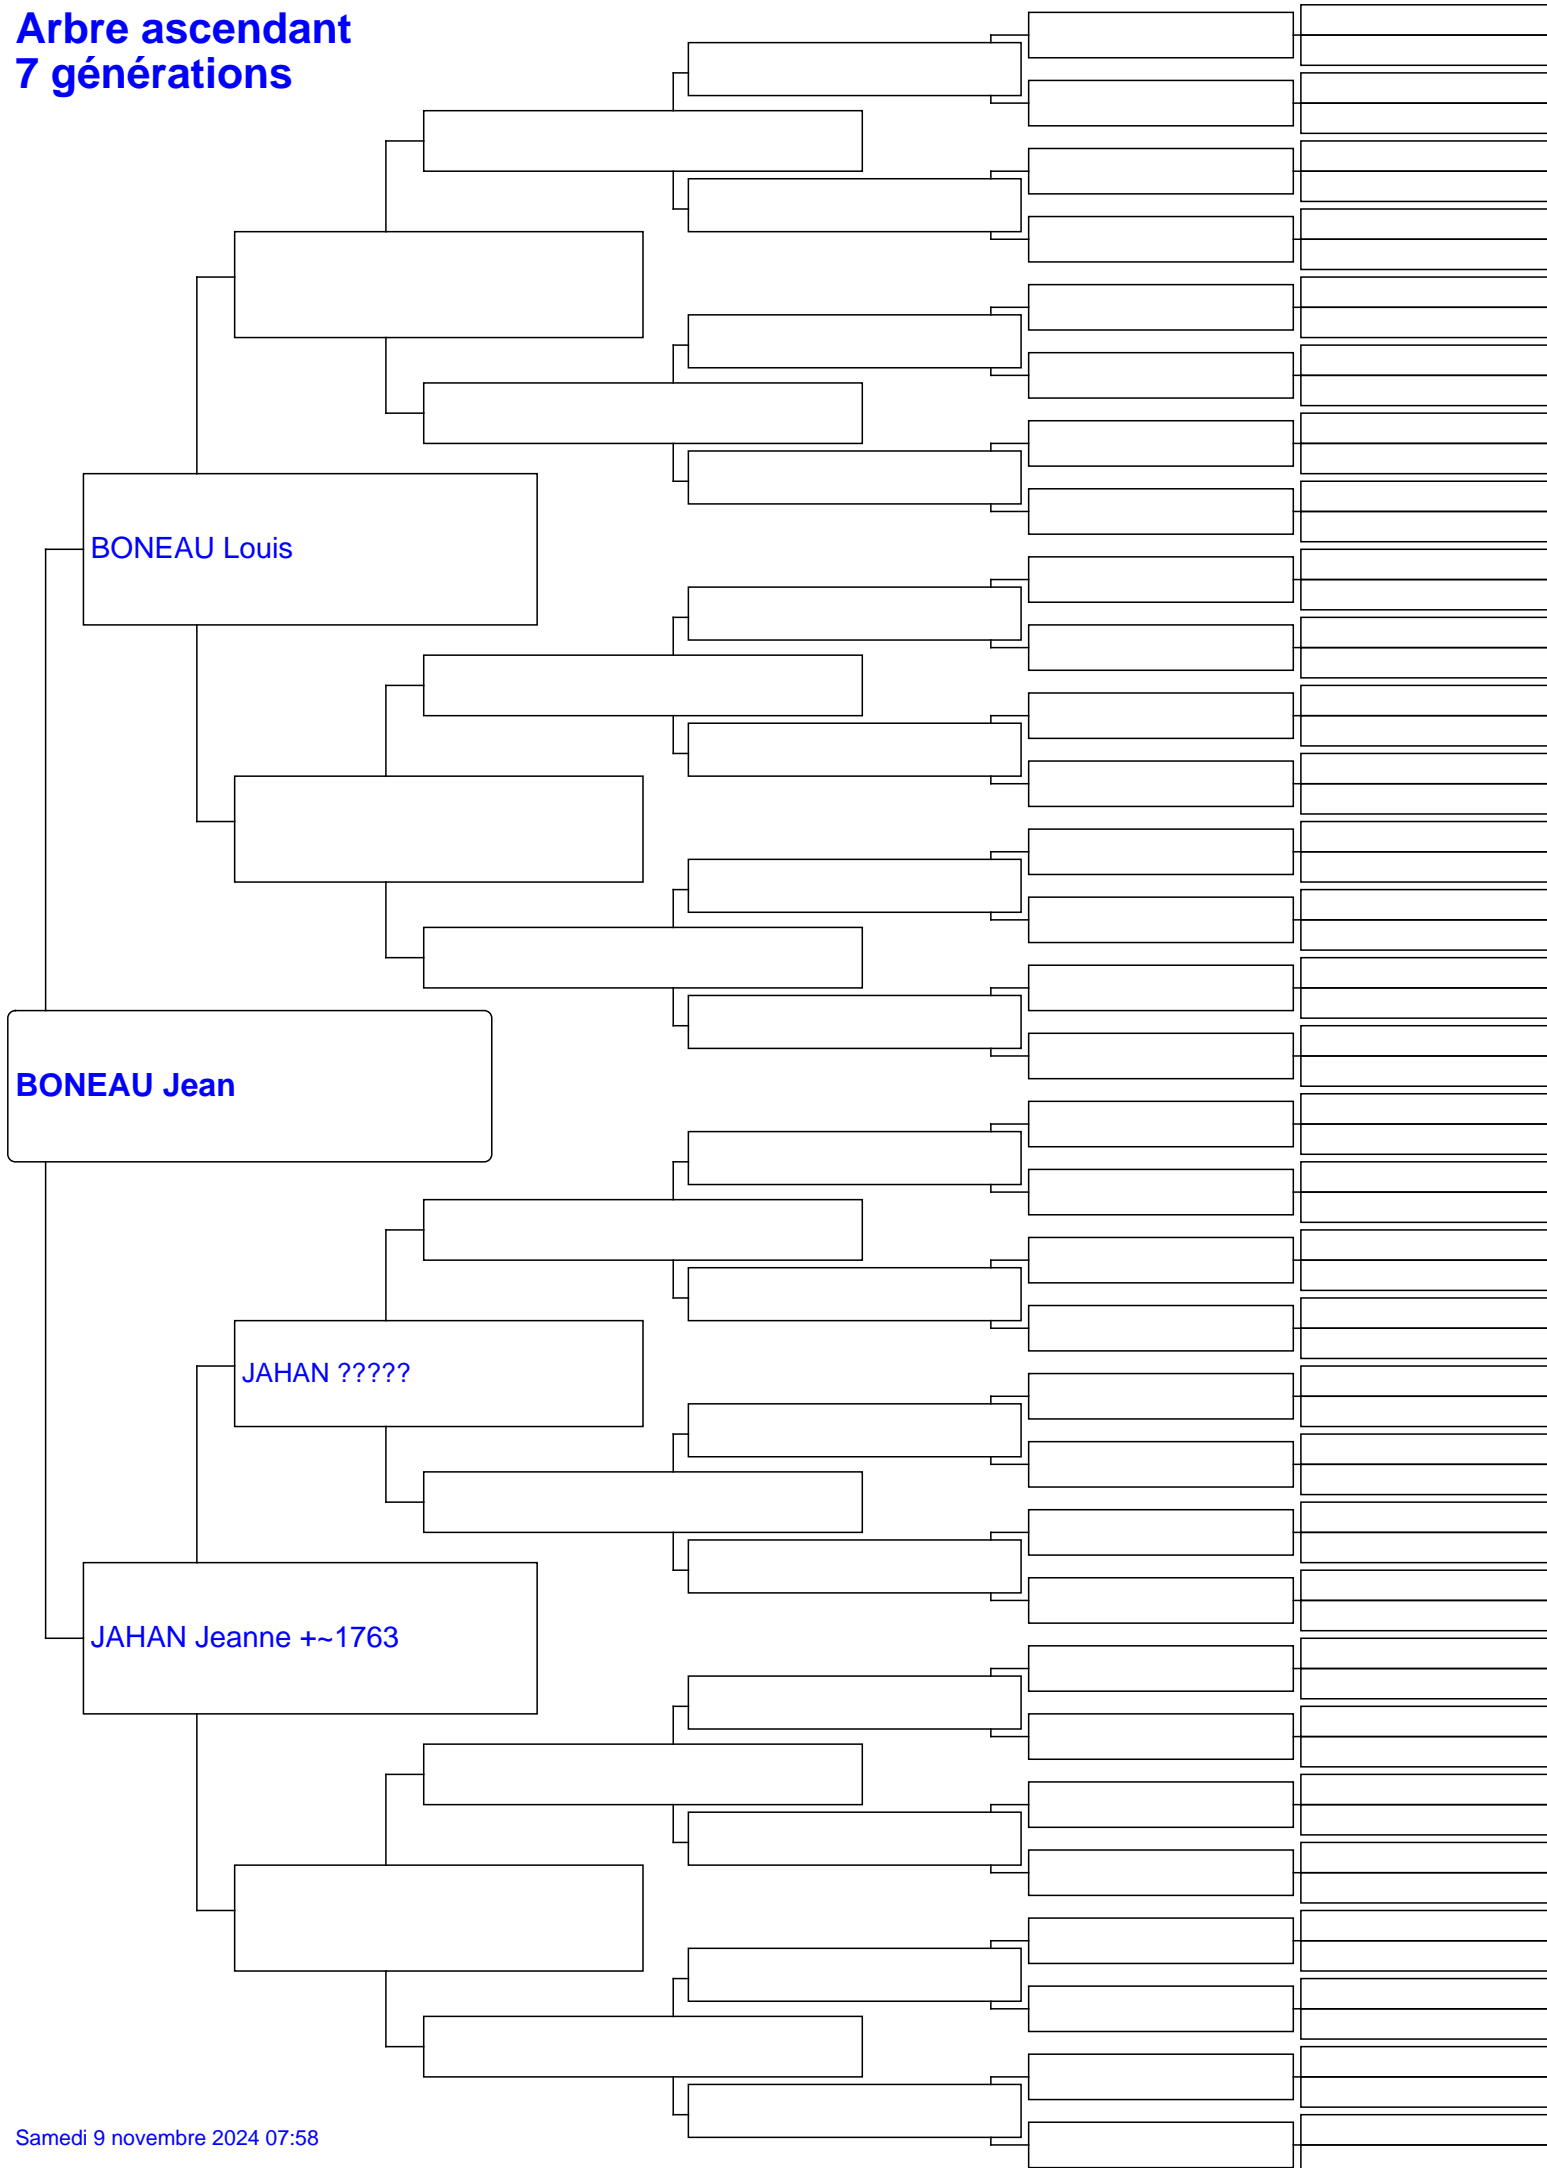 Arbre ascendant
7 générations
BONEAU Louis
BONEAU Jean
JAHAN ?????
JAHAN Jeanne +~1763
Samedi 9 novembre 2024 07:58